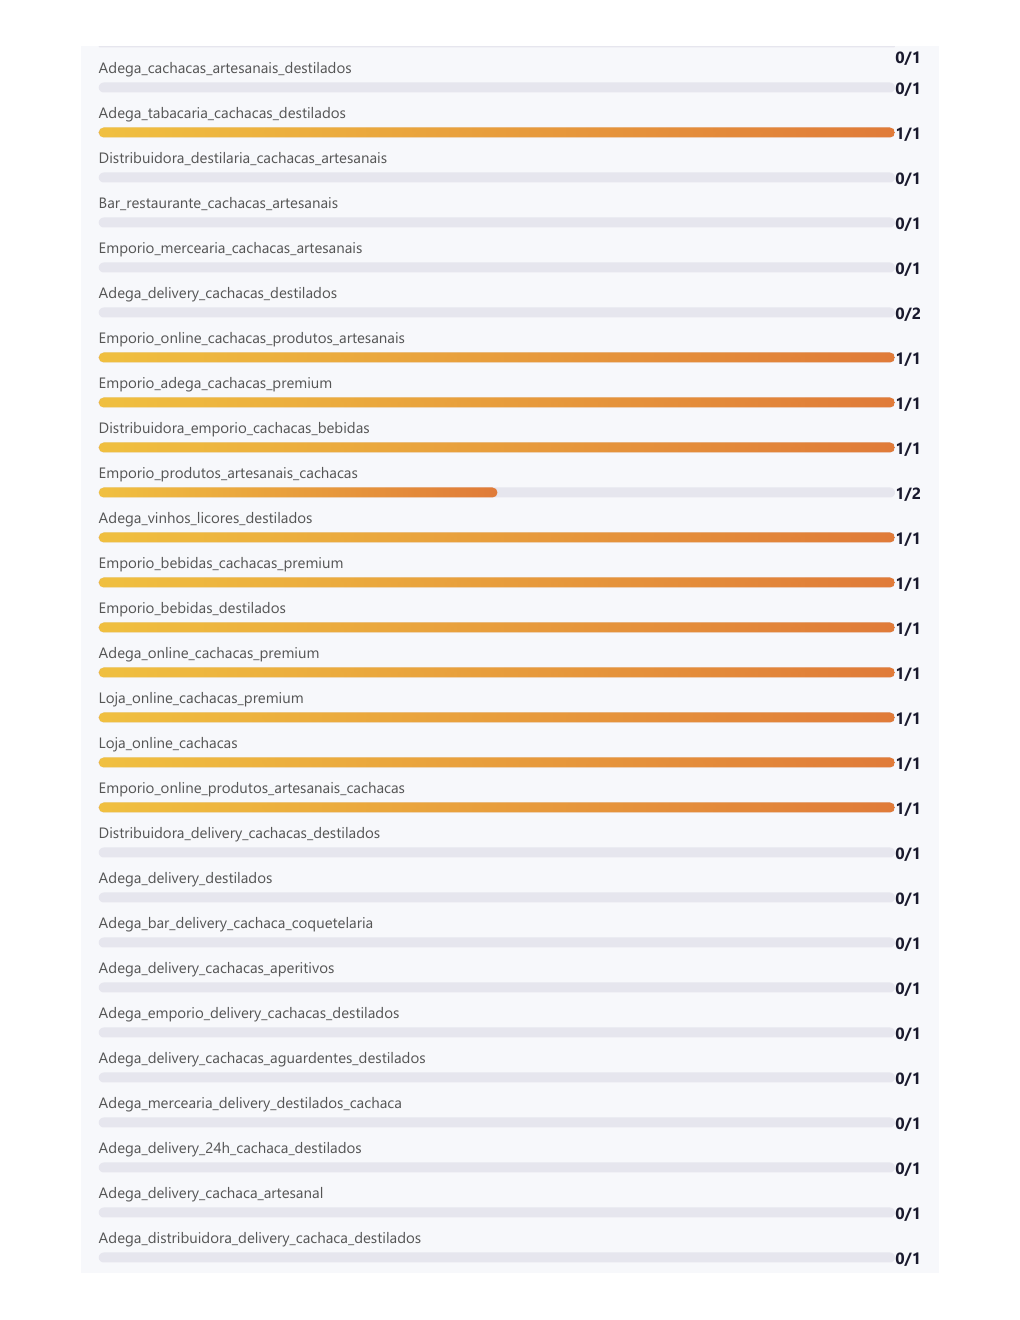 0/1
Adega_cachacas_artesanais_destilados
0/1
Adega_tabacaria_cachacas_destilados
1/1
Distribuidora_destilaria_cachacas_artesanais
0/1
Bar_restaurante_cachacas_artesanais
0/1
Emporio_mercearia_cachacas_artesanais
0/1
Adega_delivery_cachacas_destilados
0/2
Emporio_online_cachacas_produtos_artesanais
1/1
Emporio_adega_cachacas_premium
1/1
Distribuidora_emporio_cachacas_bebidas
1/1
Emporio_produtos_artesanais_cachacas
1/2
Adega_vinhos_licores_destilados
1/1
Emporio_bebidas_cachacas_premium
1/1
Emporio_bebidas_destilados
1/1
Adega_online_cachacas_premium
1/1
Loja_online_cachacas_premium
1/1
Loja_online_cachacas
1/1
Emporio_online_produtos_artesanais_cachacas
1/1
Distribuidora_delivery_cachacas_destilados
0/1
Adega_delivery_destilados
0/1
Adega_bar_delivery_cachaca_coquetelaria
0/1
Adega_delivery_cachacas_aperitivos
0/1
Adega_emporio_delivery_cachacas_destilados
0/1
Adega_delivery_cachacas_aguardentes_destilados
0/1
Adega_mercearia_delivery_destilados_cachaca
0/1
Adega_delivery_24h_cachaca_destilados
0/1
Adega_delivery_cachaca_artesanal
0/1
Adega_distribuidora_delivery_cachaca_destilados
0/1